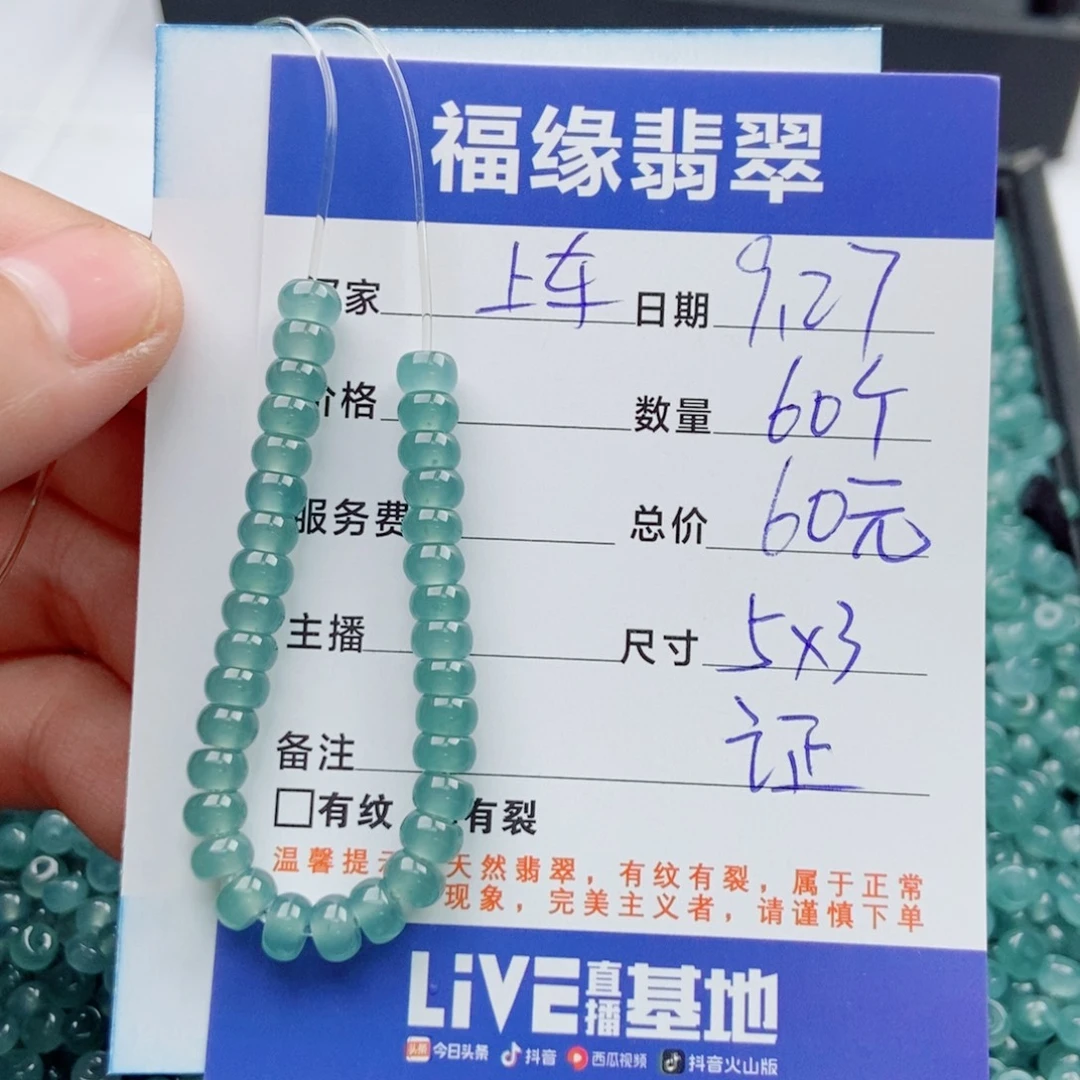 福缘翡翠
家 上车 日期 9.27
价格 数量 60个
服务费 总价 60元
主播 尺寸 5x3
备注 证
□有纹 有裂
温馨提示 天然翡翠，有纹有裂，属于正常
现象，完美主义者，请谨慎下单
LiVE直播基地
头条 今日头条 抖音 西瓜视频 抖音火山版